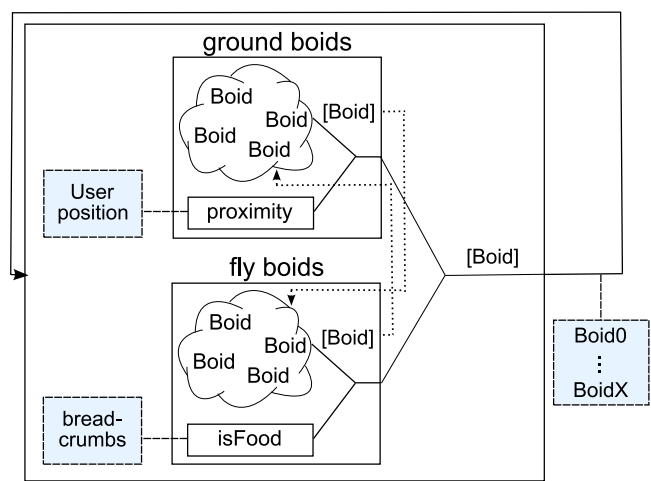 ground boids
Boid
[Boid]
Boid
Boid
Boid
User
position
proximity
[Boid]
fly boids
Boid
[Boid]
Boid
Boid
Boid
Boid0
⋮
BoidX
bread-
crumbs
isFood